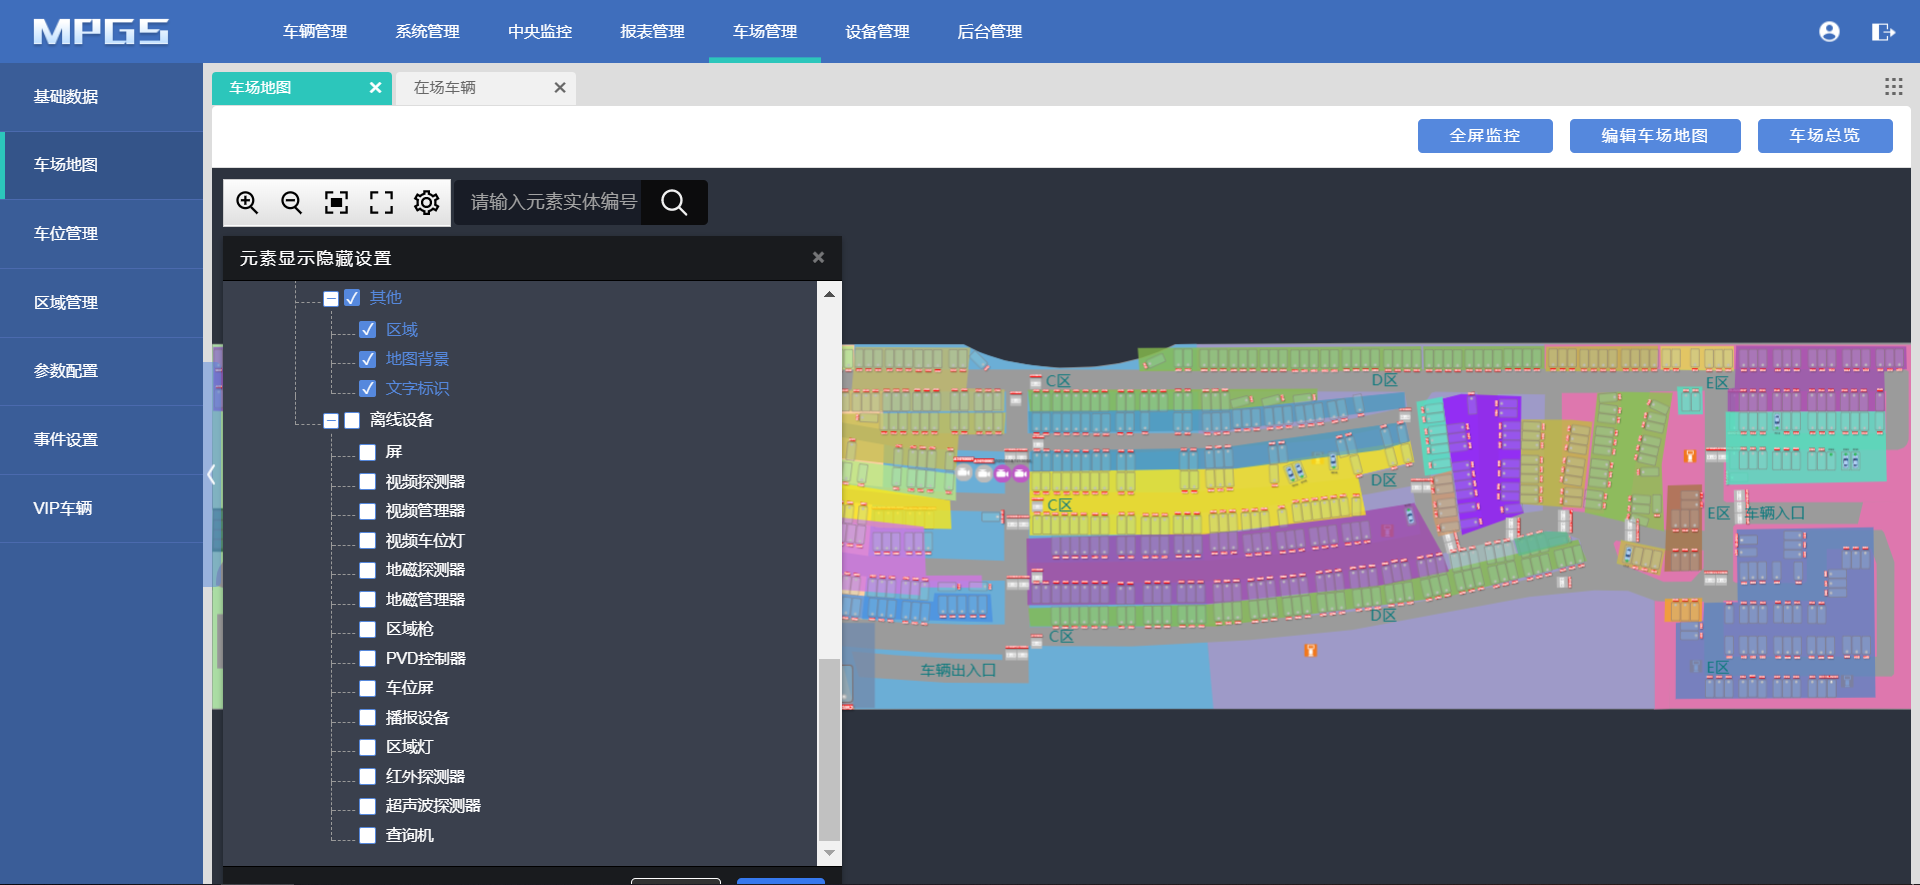 MPGS
车辆管理
系统管理
中央监控
报表管理
车场管理
设备管理
后台管理
基础数据
车场地图
车位管理
区域管理
参数配置
事件设置
VIP车辆
车场地图
在场车辆
全屏监控
编辑车场地图
车场总览
请输入元素实体编号
元素显示隐藏设置
其他
区域
地图背景
文字标识
离线设备
屏
视频探测器
视频管理器
视频车位灯
地磁探测器
地磁管理器
区域枪
PVD控制器
车位屏
播报设备
区域灯
红外探测器
超声波探测器
查询机
C区
D区
E区
D区
C区
E区
车辆入口
D区
C区
车辆出入口
E区